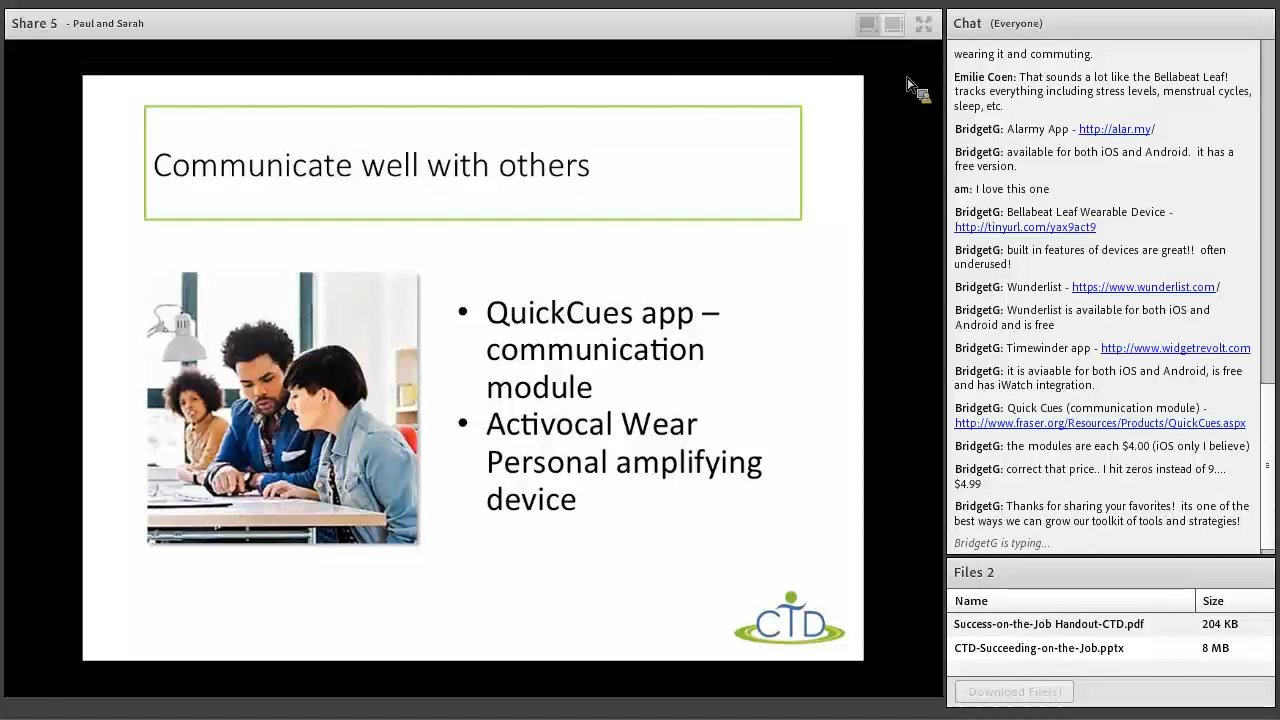 Share 5 - Paul and Sarah
Communicate well with others
• QuickCues app –
communication
module
• Activocal Wear
Personal amplifying
device
CTD
Chat (Everyone)
wearing it and commuting.
Emilie Coen: That sounds a lot like the Bellabeat Leaf!
tracks everything including stress levels, menstrual cycles,
sleep, etc.
BridgetG: Alarmy App - http://alar.my/
BridgetG: available for both iOS and Android. it has a
free version.
am: I love this one
BridgetG: Bellabeat Leaf Wearable Device -
http://tinyurl.com/yax9act9
BridgetG: built in features of devices are great!! often
underused!
BridgetG: Wunderlist - https://www.wunderlist.com/
BridgetG: Wunderlist is available for both iOS and
Android and is free
BridgetG: Timewinder app - http://www.widgetrevolt.com
BridgetG: it is aviaable for both iOS and Android, is free
and has iWatch integration.
BridgetG: Quick Cues (communication module) -
http://www.fraser.org/Resources/Products/QuickCues.aspx
BridgetG: the modules are each $4.00 (iOS only I believe)
BridgetG: correct that price.. I hit zeros instead of 9....
$4.99
BridgetG: Thanks for sharing your favorites! its one of the
best ways we can grow our toolkit of tools and strategies!
BridgetG is typing...
Files 2
Name Size
Success-on-the-Job Handout-CTD.pdf 204 KB
CTD-Succeeding-on-the-Job.pptx 8 MB
Download File(s)